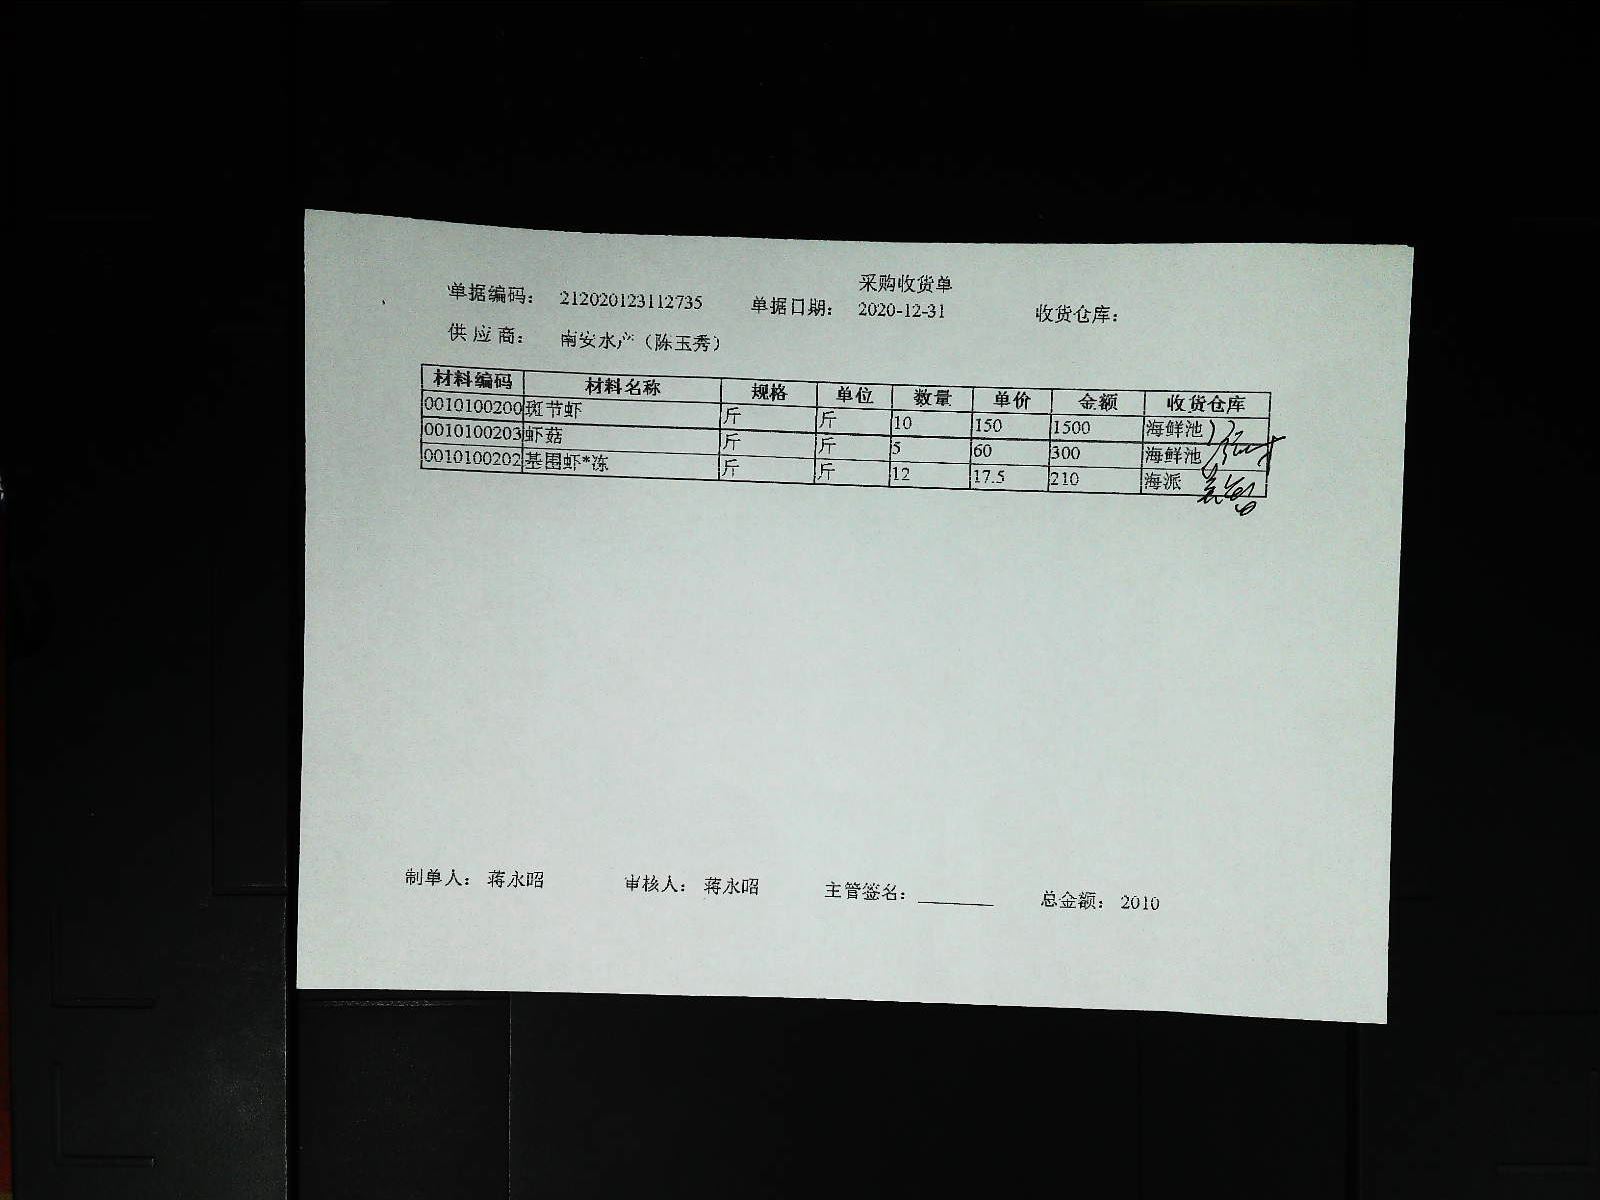 采购收货单
单据编码： 212020123112735 单据日期： 2020-12-31 收货仓库：
供 应 商： 南安水产（陈玉秀）
材料编码 材料名称 规格 单位 数量 单价 金额 收货仓库
0010100200 斑节虾 斤 斤 10 150 1500 海鲜池
0010100203 虾菇 斤 斤 5 60 300 海鲜池
0010100202 基围虾*冻 斤 斤 12 17.5 210 海派
制单人： 蒋永昭 审核人： 蒋永昭 主管签名： 总金额： 2010